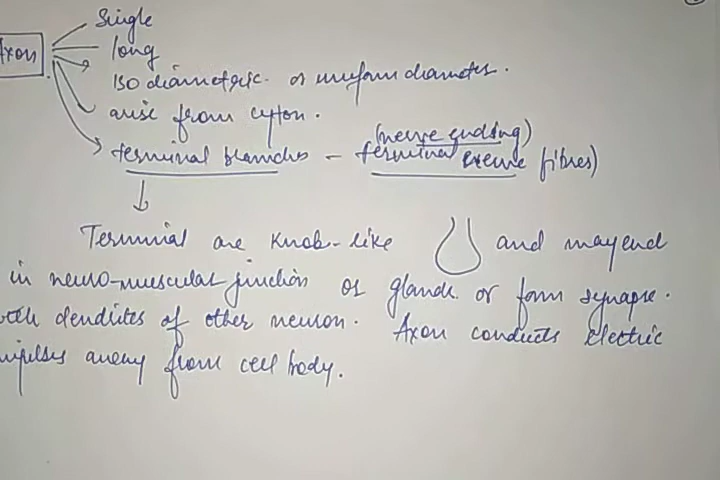 Single
Axon
long
Iso diametric or uniform diameter.
arise from cyton.
(nerve ending)
terminal branches - terminal nerve fibres)
Terminal are knob-like and may end
in neuro-muscular junction or glands or form synapse.
with dendrites of other neuron. Axon conducts electric
impulses away from cell body.